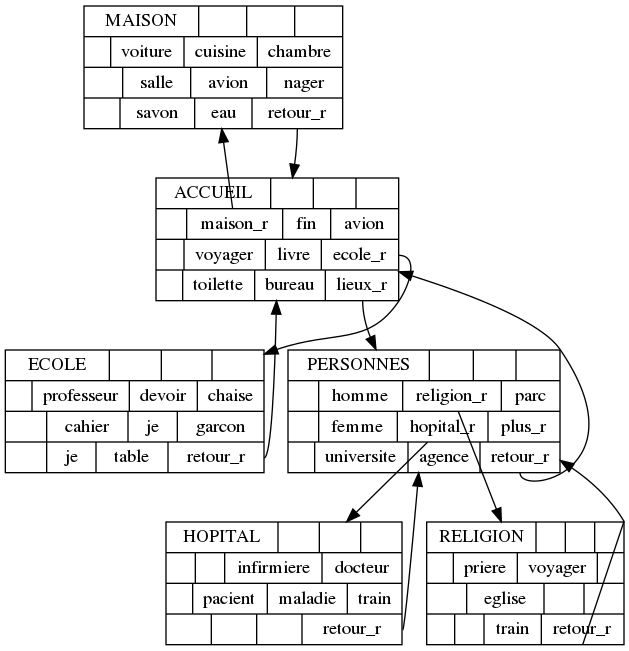 MAISON
voiture cuisine chambre
salle avion nager
savon eau retour_r
ACCUEIL
maison_r fin avion
voyager livre ecole_r
toilette bureau lieux_r
ECOLE
professeur devoir chaise
cahier je garcon
je table retour_r
PERSONNES
homme religion_r parc
femme hopital_r plus_r
universite agence retour_r
HOPITAL
infirmiere docteur
pacient maladie train
retour_r
RELIGION
priere voyager
eglise
train retour_r